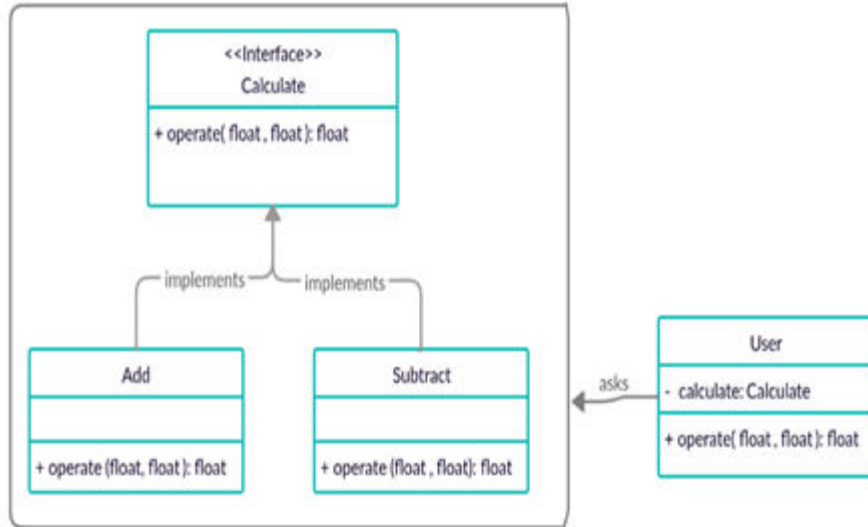 <<Interface>>
Calculate
+ operate( float , float ): float
implements
implements
Add
+ operate (float, float ): float
Subtract
+ operate (float , float): float
asks
User
- calculate: Calculate
+ operate( float , float ): float